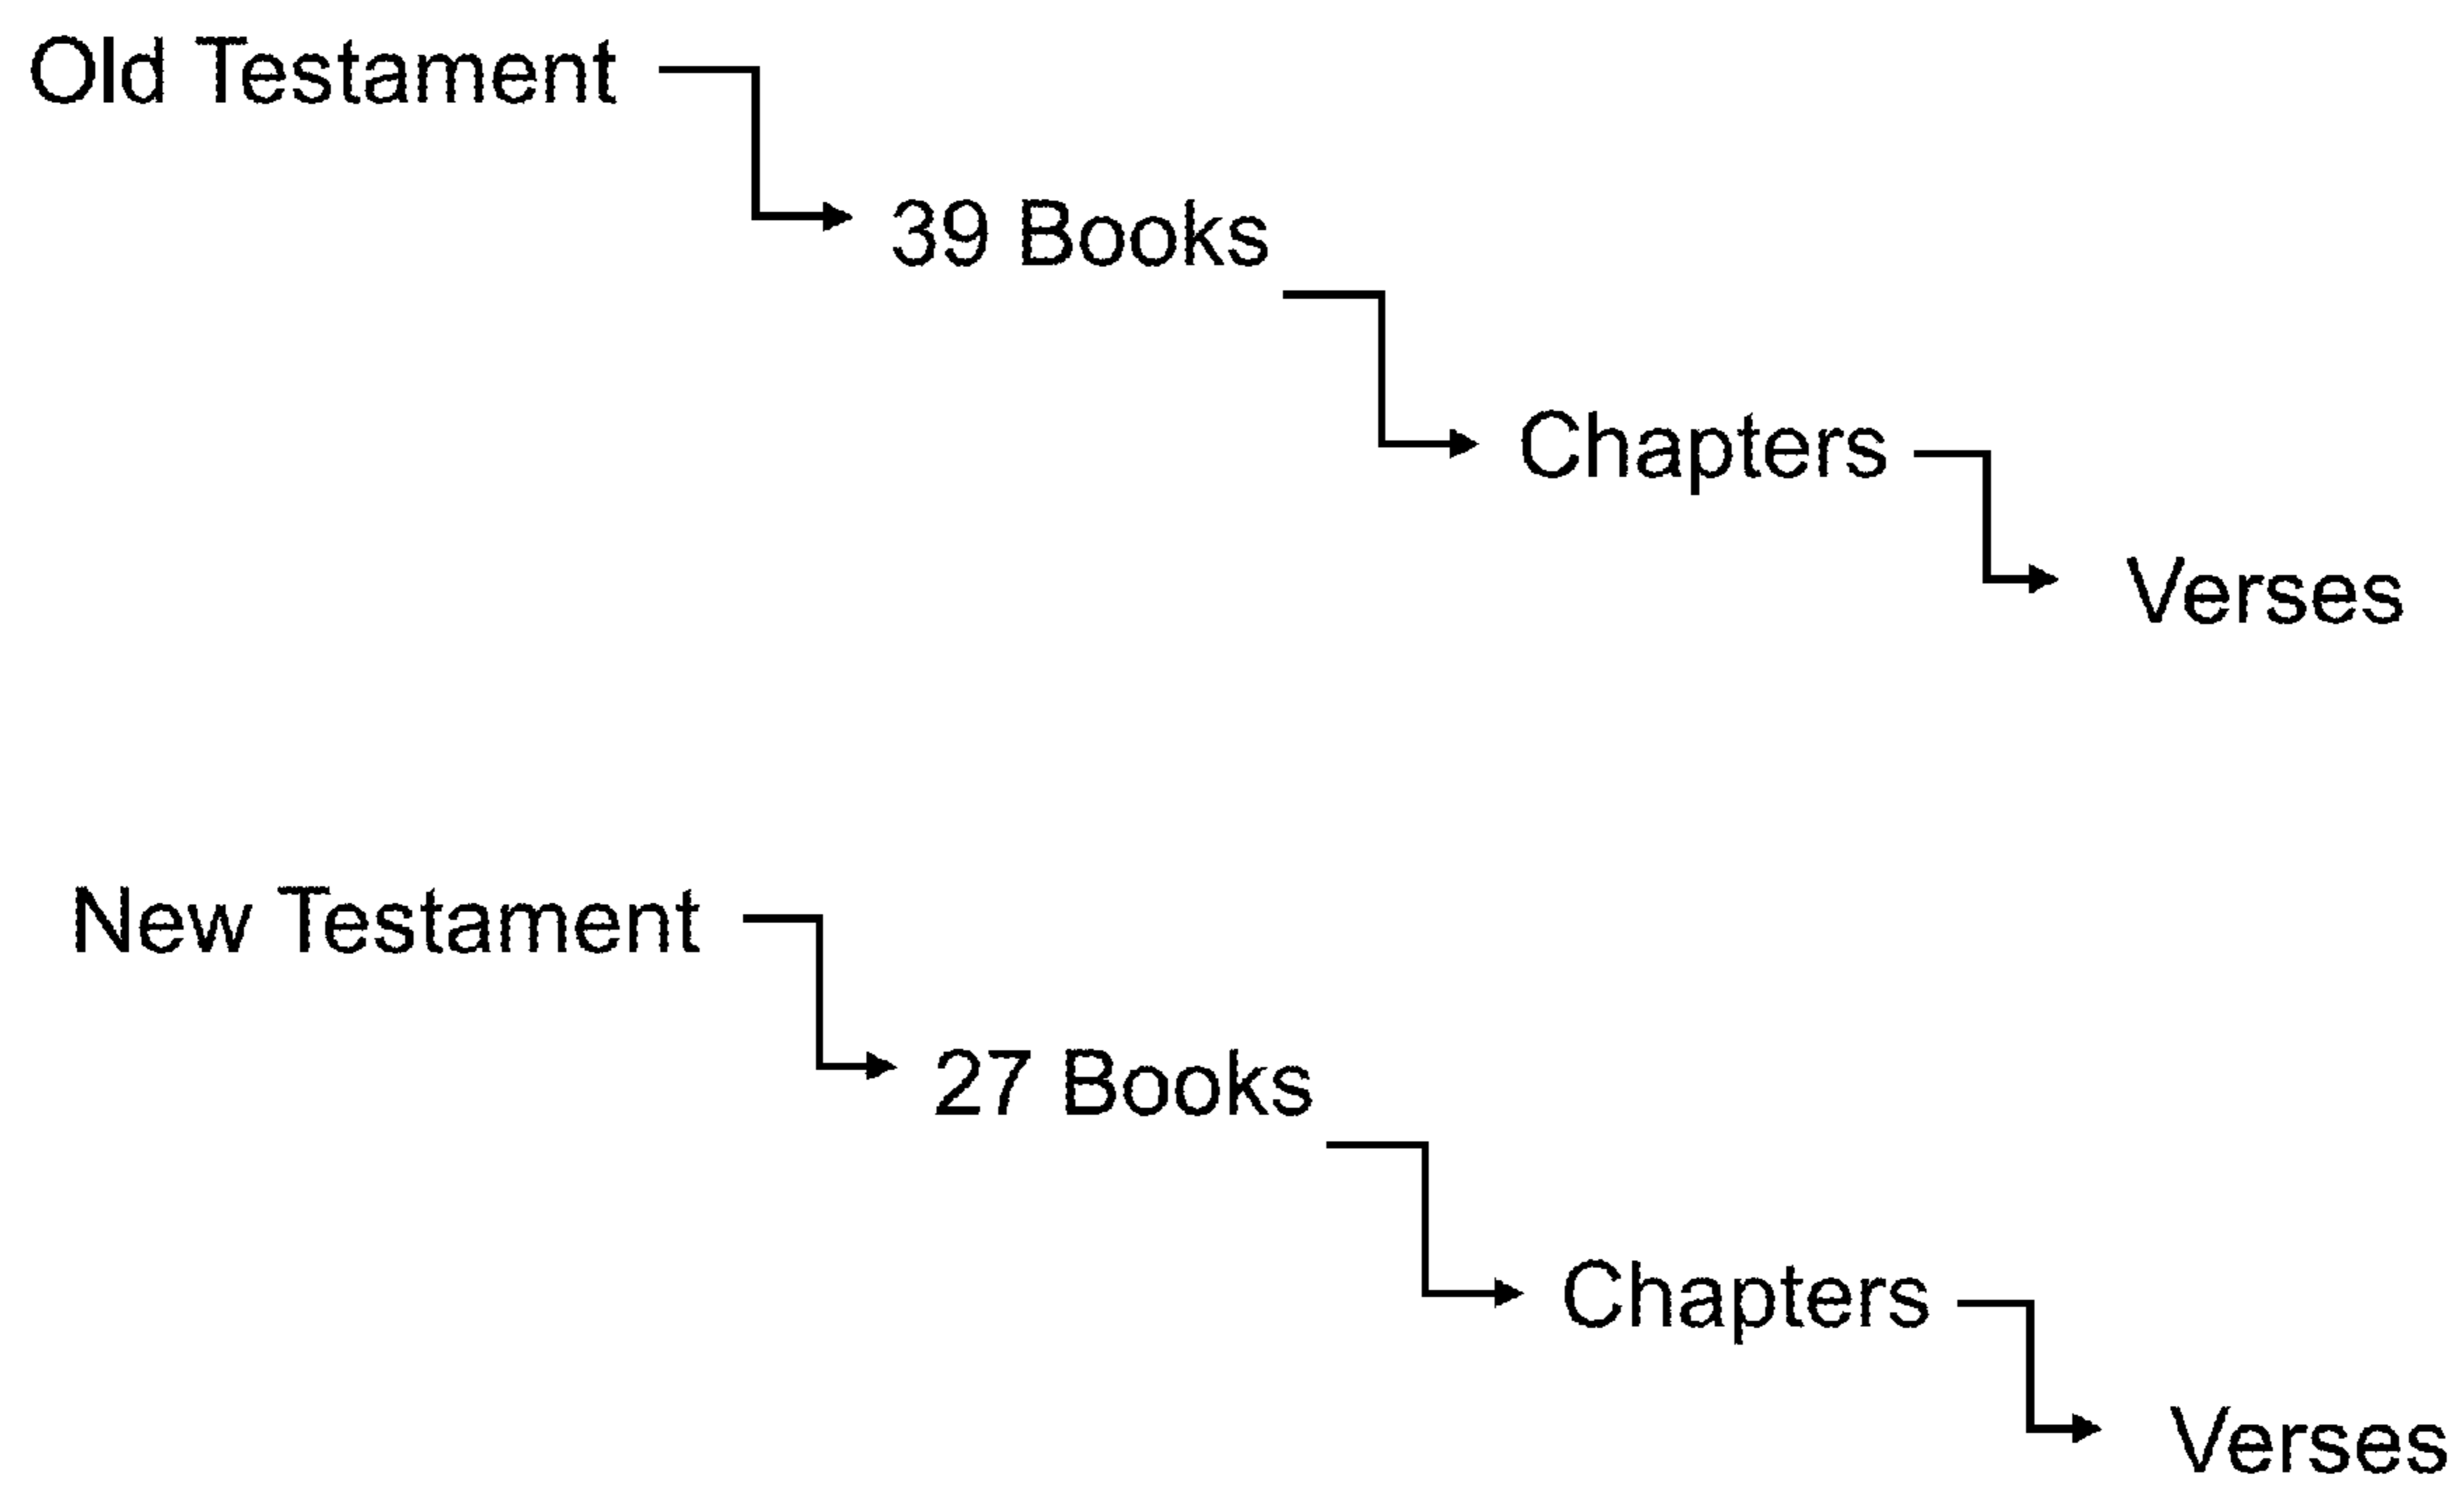 Old Testament
39 Books
Chapters
Verses
New Testament
27 Books
Chapters
Verses